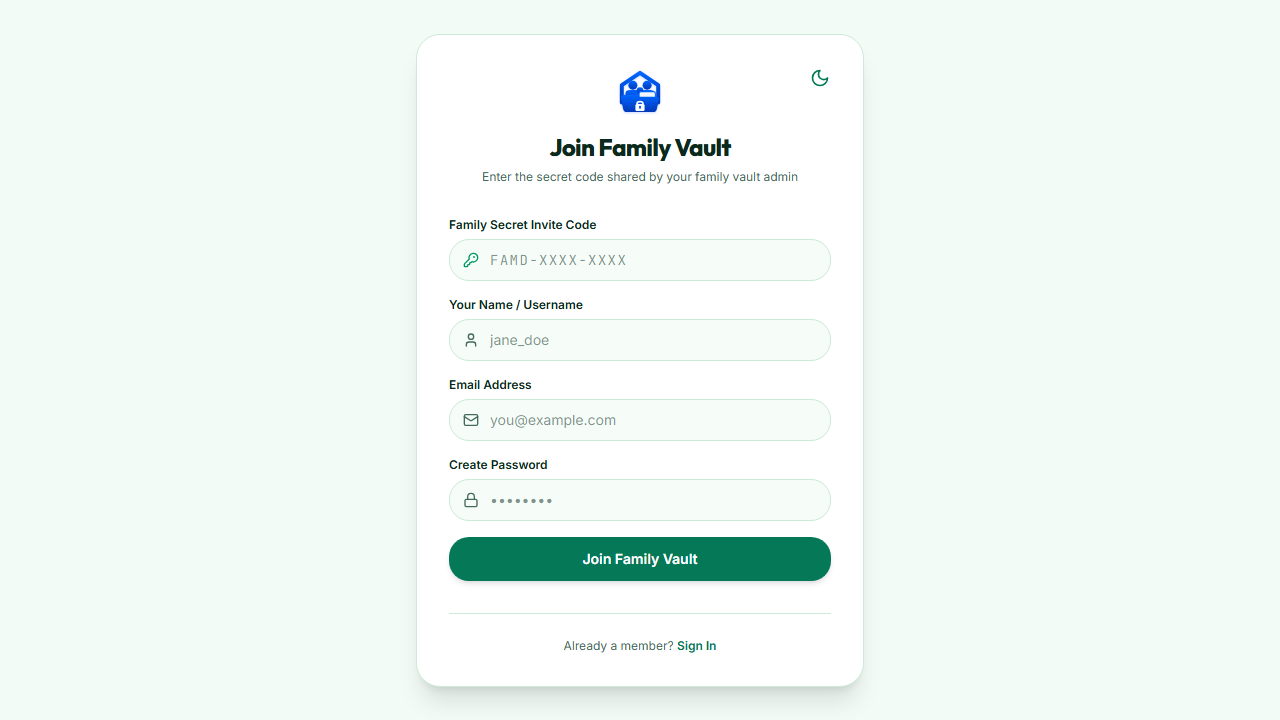 Join Family Vault
Enter the secret code shared by your family vault admin
Family Secret Invite Code
FAMD-XXXX-XXXX
Your Name / Username
jane_doe
Email Address
you@example.com
Create Password
••••••••
Join Family Vault
Already a member? Sign In